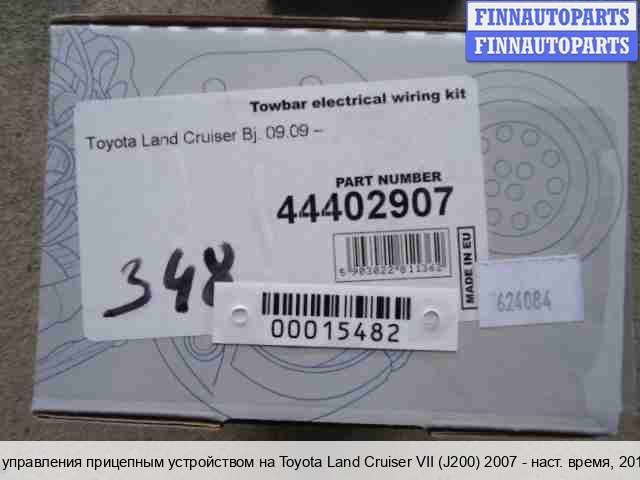 FINNAUTOPARTS
FINNAUTOPARTS
Towbar electrical wiring kit
Toyota Land Cruiser Bj. 09.09 –
PART NUMBER
44402907
MADE IN EU
348
624084
00015482
управления прицепным устройством на Toyota Land Cruiser VII (J200) 2007 - наст. время, 201